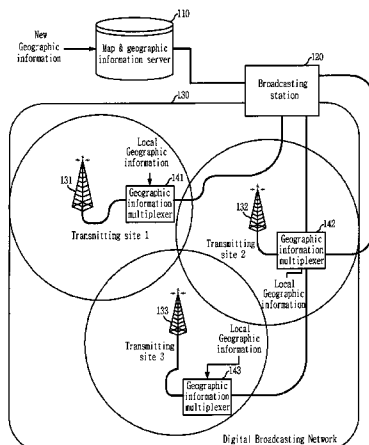 New
Geographic
information
110
Map & geographic
information server
120
Broadcasting
station
130
Local
Geographic
information
131
141
Geographic
information
multiplexer
Transmitting site 1
132
142
Geographic
information
multiplexer
Transmitting
site 2
Local
Geographic
information
133
Local
Geographic
information
Transmitting
site 3
143
Geographic
information
multiplexer
Digital Broadcasting Network